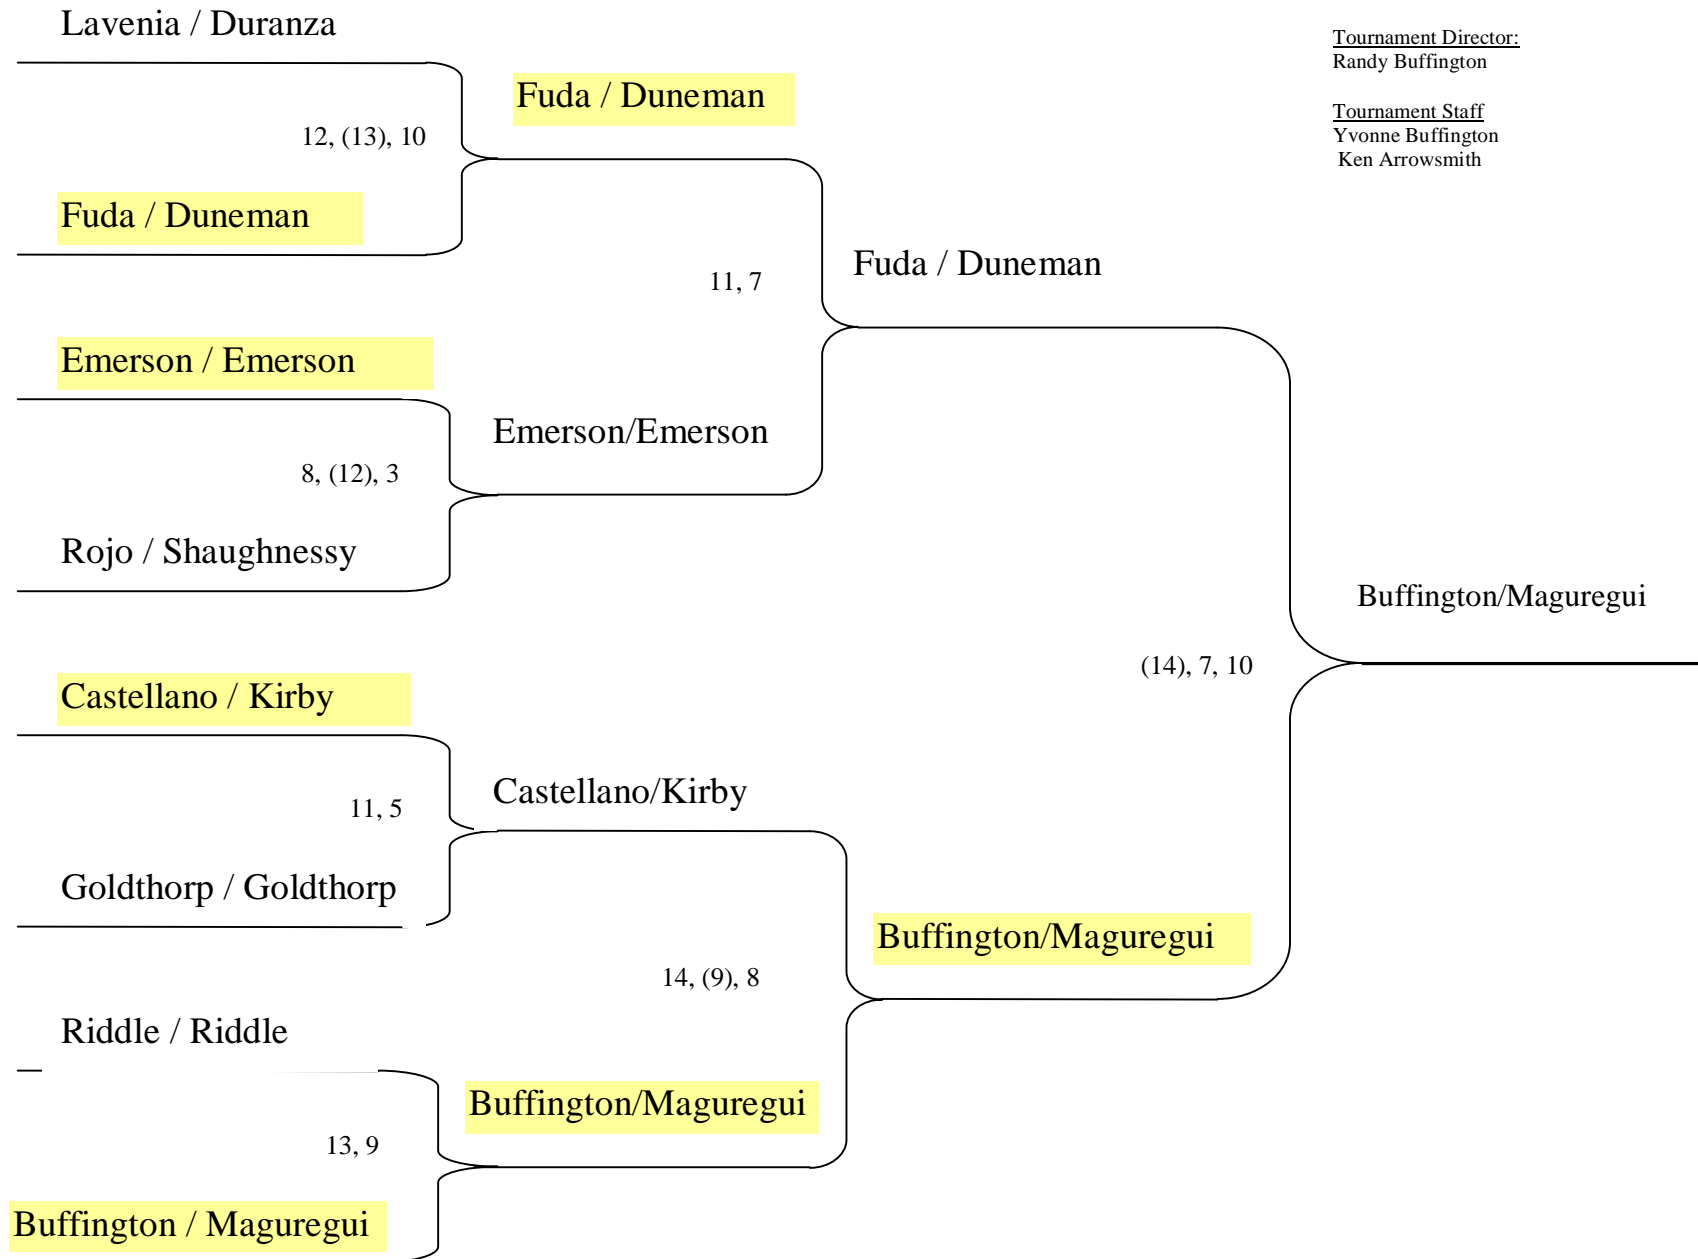 Lavenia / Duranza
Tournament Director:
Randy Buffington
Tournament Staff
Yvonne Buffington
Ken Arrowsmith
Fuda / Duneman
12, (13), 10
Fuda / Duneman
Fuda / Duneman
11, 7
Emerson / Emerson
Emerson/Emerson
8, (12), 3
Rojo / Shaughnessy
Buffington/Maguregui
(14), 7, 10
Castellano / Kirby
Castellano/Kirby
11, 5
Goldthorp / Goldthorp
Buffington/Maguregui
14, (9), 8
Riddle / Riddle
Buffington/Maguregui
13, 9
Buffington / Maguregui